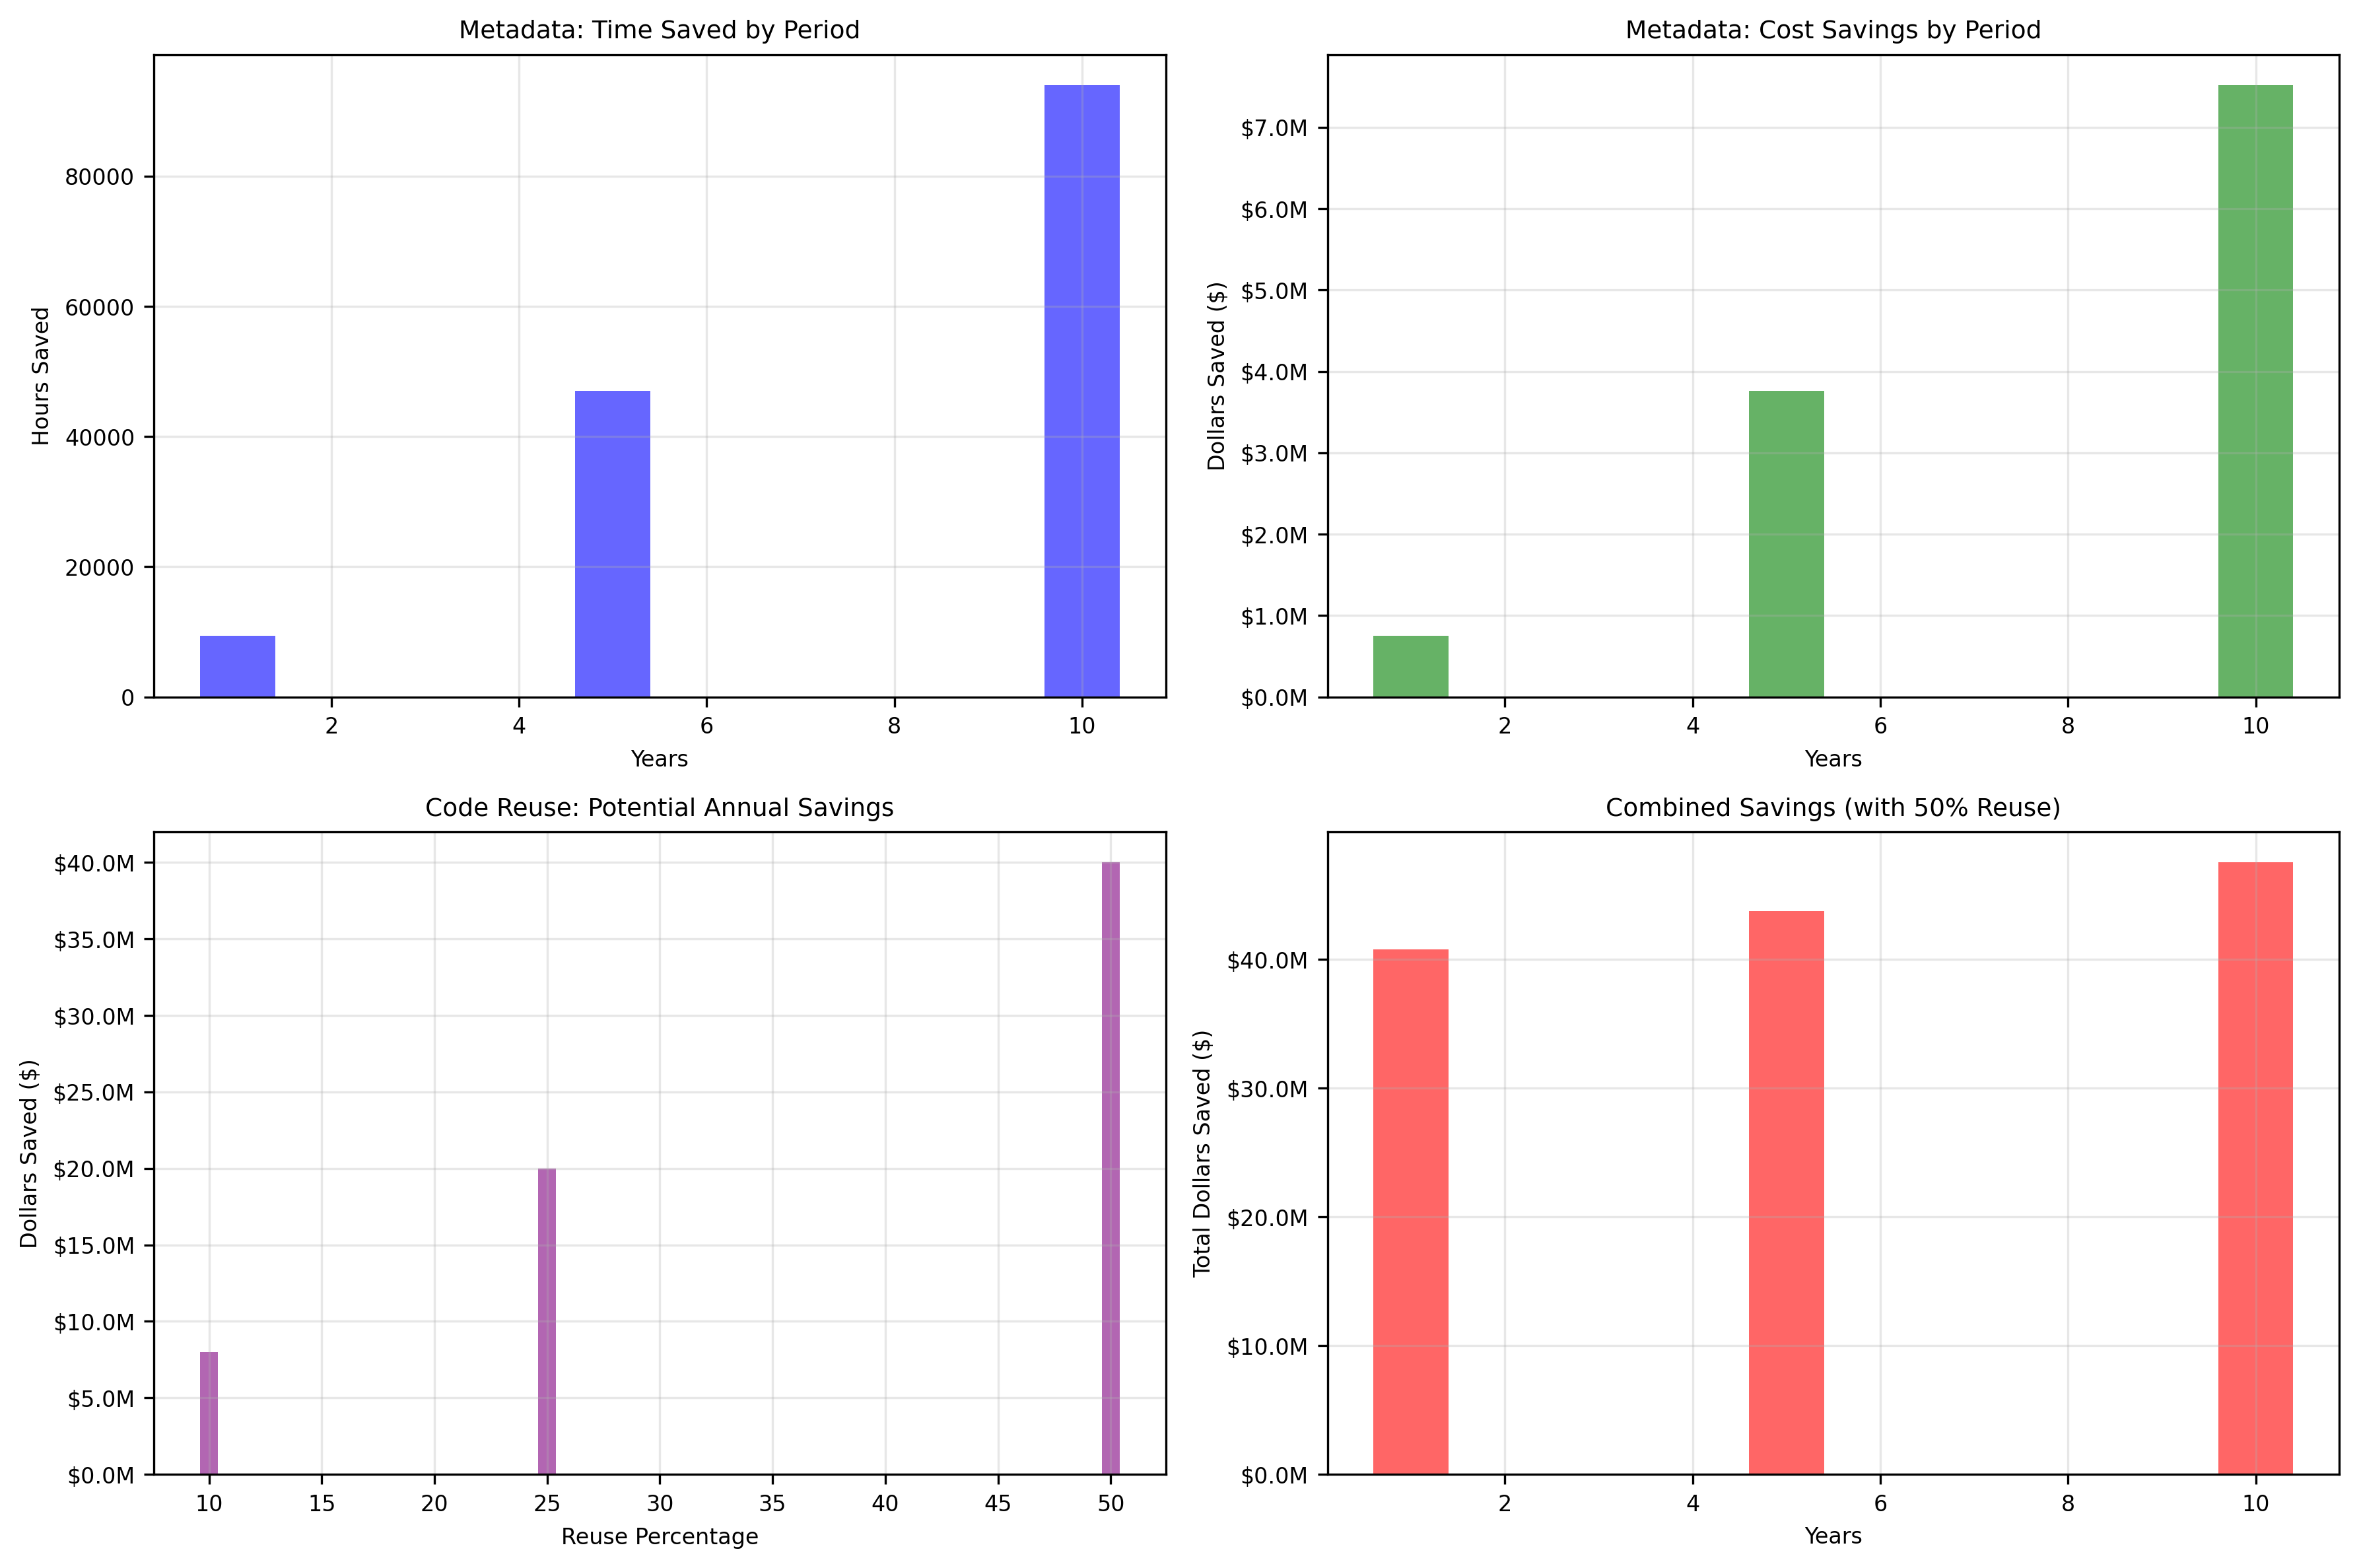 Metadata: Time Saved by Period
Hours Saved
80000
60000
40000
20000
0
2 4 6 8 10
Years
Metadata: Cost Savings by Period
Dollars Saved ($)
$7.0M
$6.0M
$5.0M
$4.0M
$3.0M
$2.0M
$1.0M
$0.0M
2 4 6 8 10
Years
Code Reuse: Potential Annual Savings
Dollars Saved ($)
$40.0M
$35.0M
$30.0M
$25.0M
$20.0M
$15.0M
$10.0M
$5.0M
$0.0M
10 15 20 25 30 35 40 45 50
Reuse Percentage
Combined Savings (with 50% Reuse)
Total Dollars Saved ($)
$40.0M
$30.0M
$20.0M
$10.0M
$0.0M
2 4 6 8 10
Years